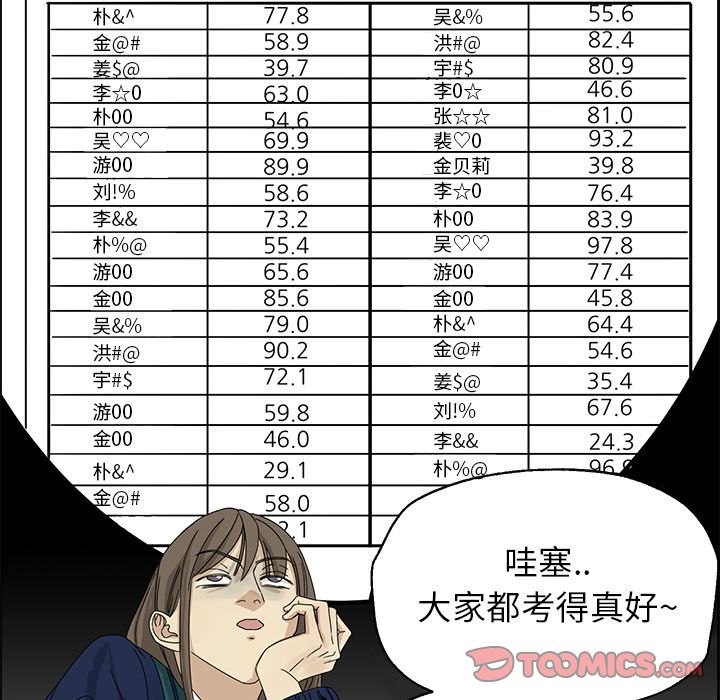 朴&^ 77.8 吴&% 55.6
金@# 58.9 洪#@ 82.4
姜$@ 39.7 宇#$ 80.9
李☆0 63.0 李0☆ 46.6
朴00 54.6 张☆☆ 81.0
吴♡♡ 69.9 裴♡0 93.2
游00 89.9 金贝莉 39.8
刘!% 58.6 李☆0 76.4
李&& 73.2 朴00 83.9
朴%@ 55.4 吴♡♡ 97.8
游00 65.6 游00 77.4
金00 85.6 金00 45.8
吴&% 79.0 朴&^ 64.4
洪#@ 90.2 金@# 54.6
宇#$ 72.1 姜$@ 35.4
游00 59.8 刘!% 67.6
金00 46.0 李&& 24.3
朴&^ 29.1 朴%@
金@# 58.0
哇塞..
大家都考得真好~
TOOMICS.com